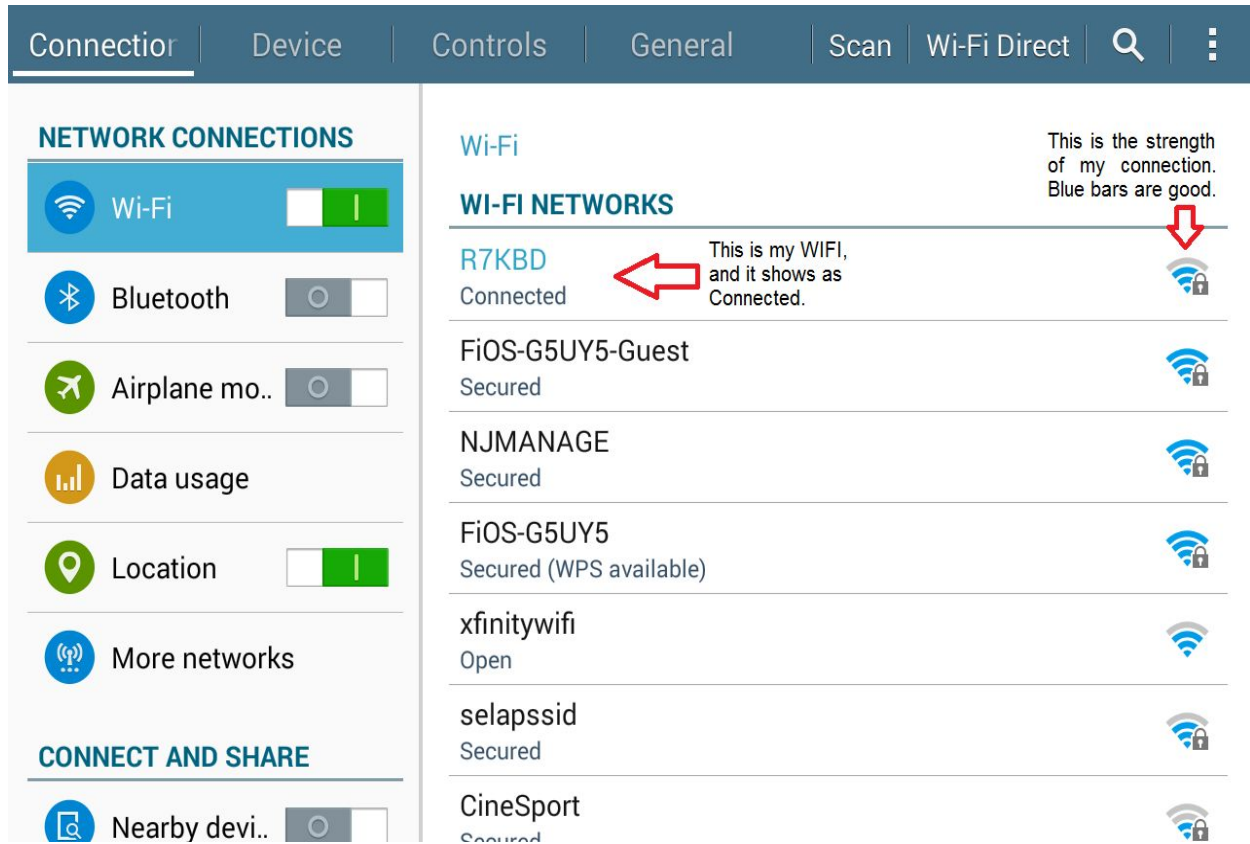 Connectior Device Controls General Scan Wi-Fi Direct
NETWORK CONNECTIONS
Wi-Fi
Bluetooth
Airplane mo..
Data usage
Location
More networks
CONNECT AND SHARE
Nearby devi..
Wi-Fi
WI-FI NETWORKS
This is the strength
of my connection.
Blue bars are good.
R7KBD
Connected
This is my WIFI,
and it shows as
Connected.
FiOS-G5UY5-Guest
Secured
NJMANAGE
Secured
FiOS-G5UY5
Secured (WPS available)
xfinitywifi
Open
selapssid
Secured
CineSport
Secured